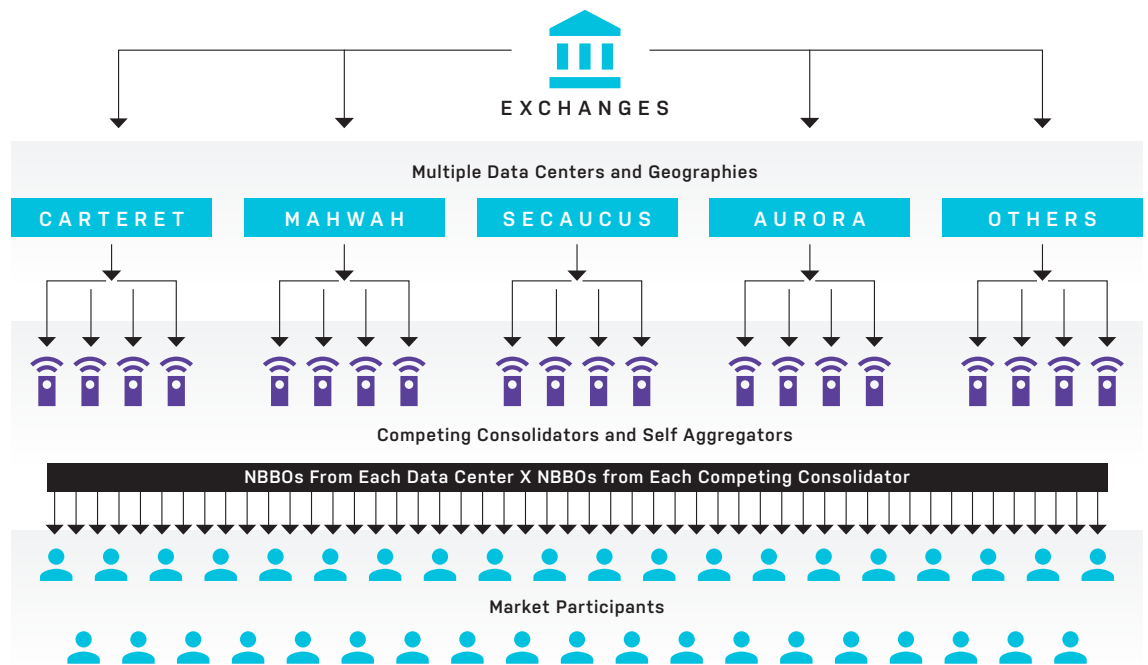 EXCHANGES
Multiple Data Centers and Geographies
CARTERET
MAHWAH
SECAUCUS
AURORA
OTHERS
Competing Consolidators and Self Aggregators
NBBOs From Each Data Center X NBBOs from Each Competing Consolidator
Market Participants